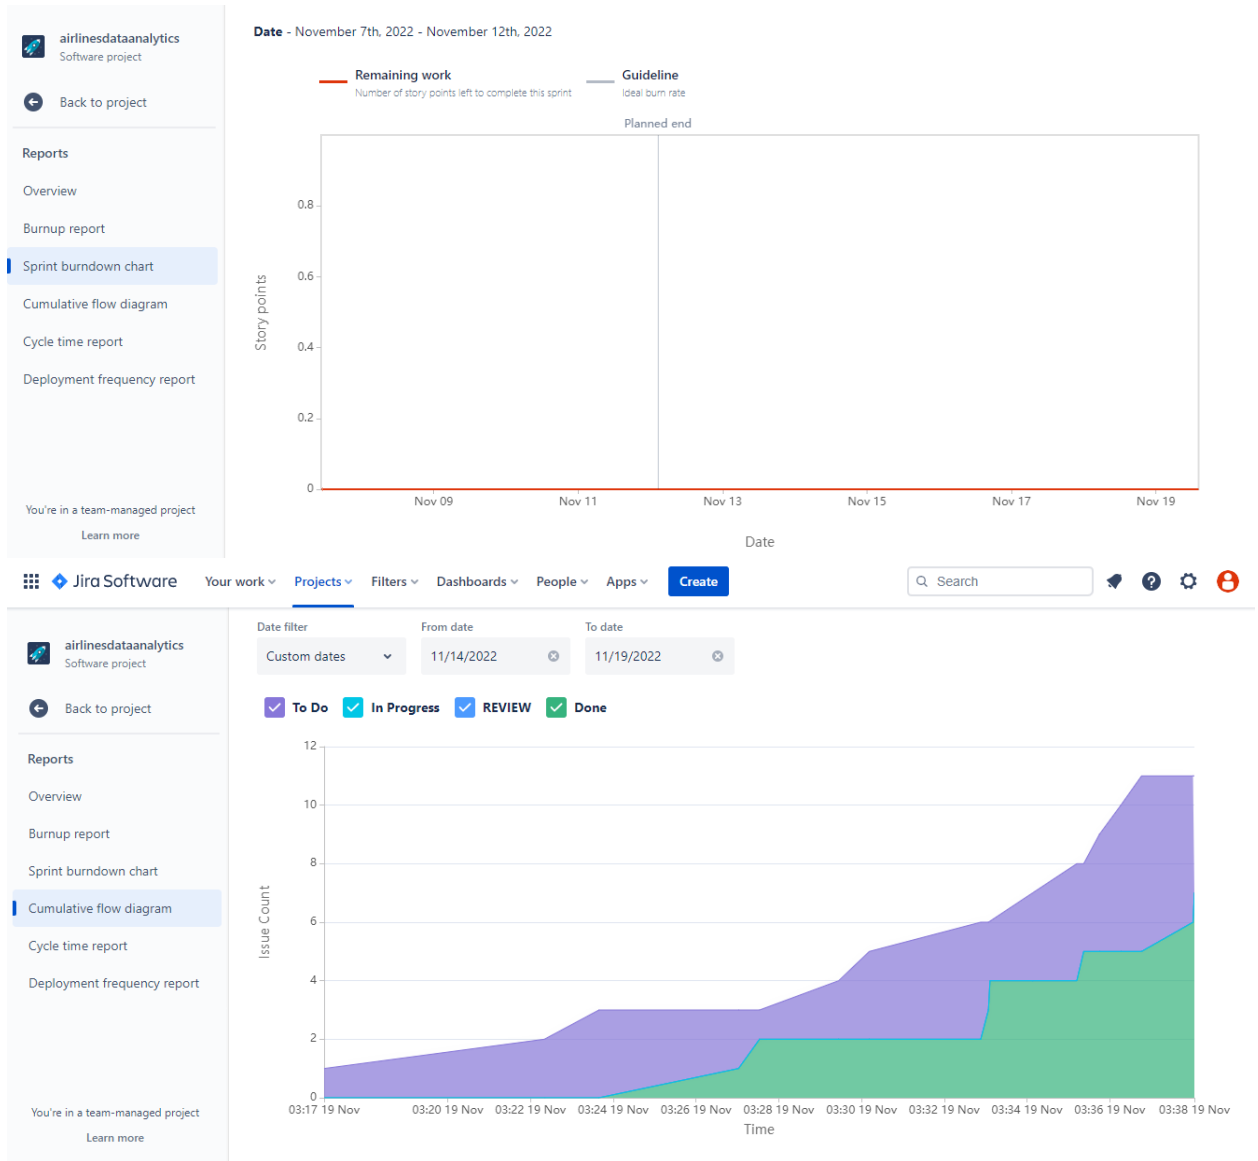 airlinesdataanalytics
Software project
Back to project
Reports
Overview
Burnup report
Sprint burndown chart
Cumulative flow diagram
Cycle time report
Deployment frequency report
You're in a team-managed project
Learn more
Date - November 7th, 2022 - November 12th, 2022
Remaining work
Number of story points left to complete this sprint
Guideline
Ideal burn rate
Planned end
0.8
0.6
0.4
0.2
0
Story points
Nov 09 Nov 11 Nov 13 Nov 15 Nov 17 Nov 19
Date
Jira Software Your work Projects Filters Dashboards People Apps Create Search
airlinesdataanalytics
Software project
Back to project
Reports
Overview
Burnup report
Sprint burndown chart
Cumulative flow diagram
Cycle time report
Deployment frequency report
You're in a team-managed project
Learn more
Date filter From date To date
Custom dates 11/14/2022 11/19/2022
To Do In Progress REVIEW Done
12
10
8
6
4
2
0
Issue Count
03:17 19 Nov 03:20 19 Nov 03:22 19 Nov 03:24 19 Nov 03:26 19 Nov 03:28 19 Nov 03:30 19 Nov 03:32 19 Nov 03:34 19 Nov 03:36 19 Nov 03:38 19 Nov
Time